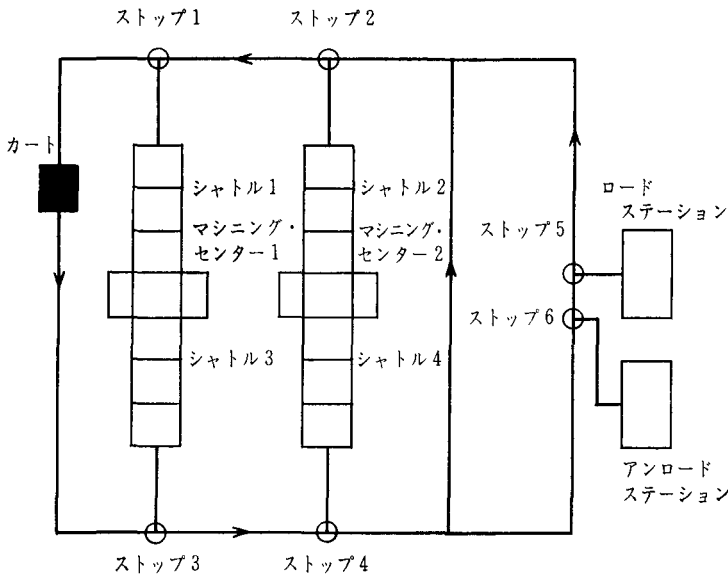 ストップ1
ストップ2
カート
シャトル1
シャトル2
ロード
ステーション
マシニング・
センター1
マシニング・
センター2
ストップ5
ストップ6
シャトル3
シャトル4
アンロード
ステーション
ストップ3
ストップ4